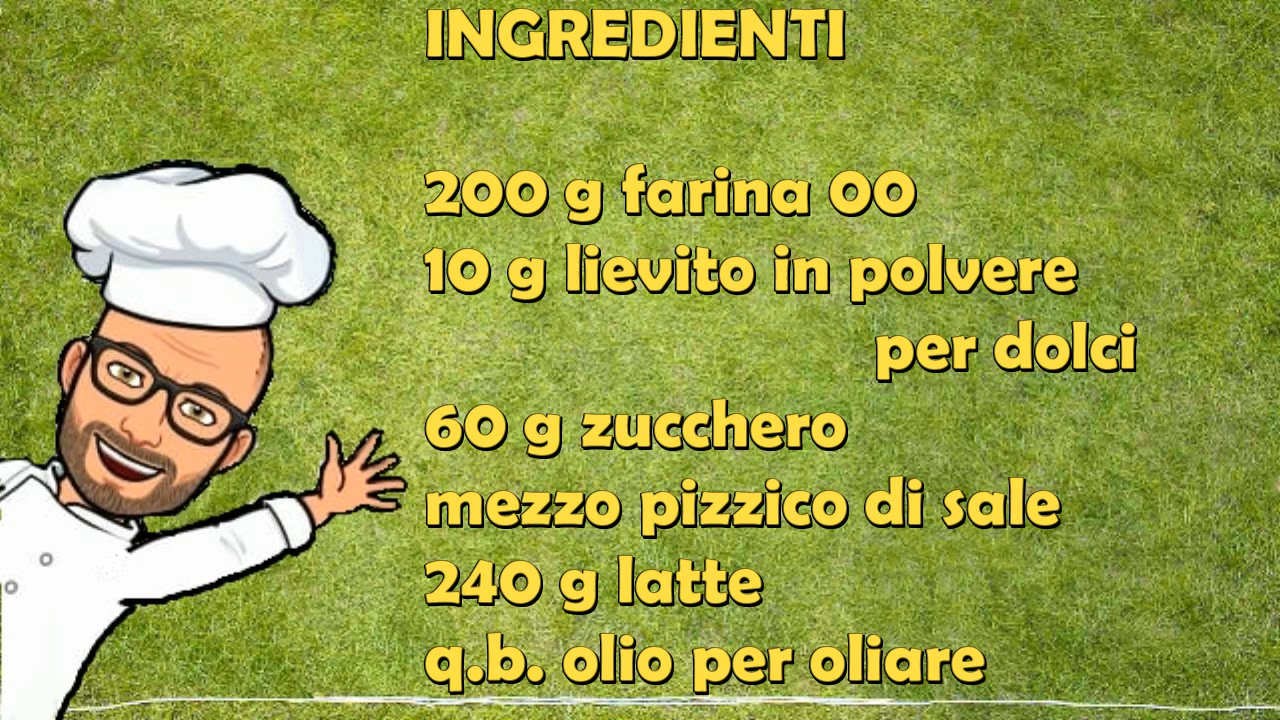 INGREDIENTI
200 g farina 00
10 g lievito in polvere
per dolci
60 g zucchero
mezzo pizzico di sale
240 g latte
q.b. olio per oliare